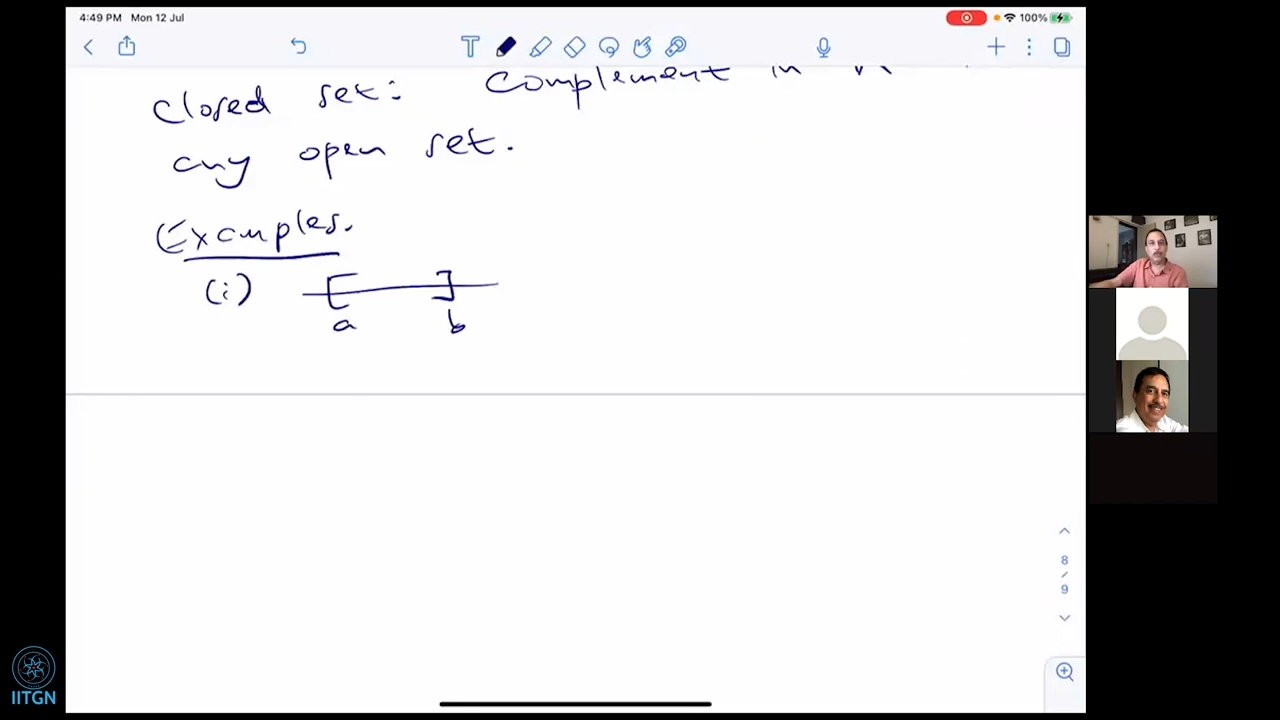 4:49 PM Mon 12 Jul
100%
closed set: Complement in
any open set.
Examples.
(i)
a b
8
/
9
IITGN